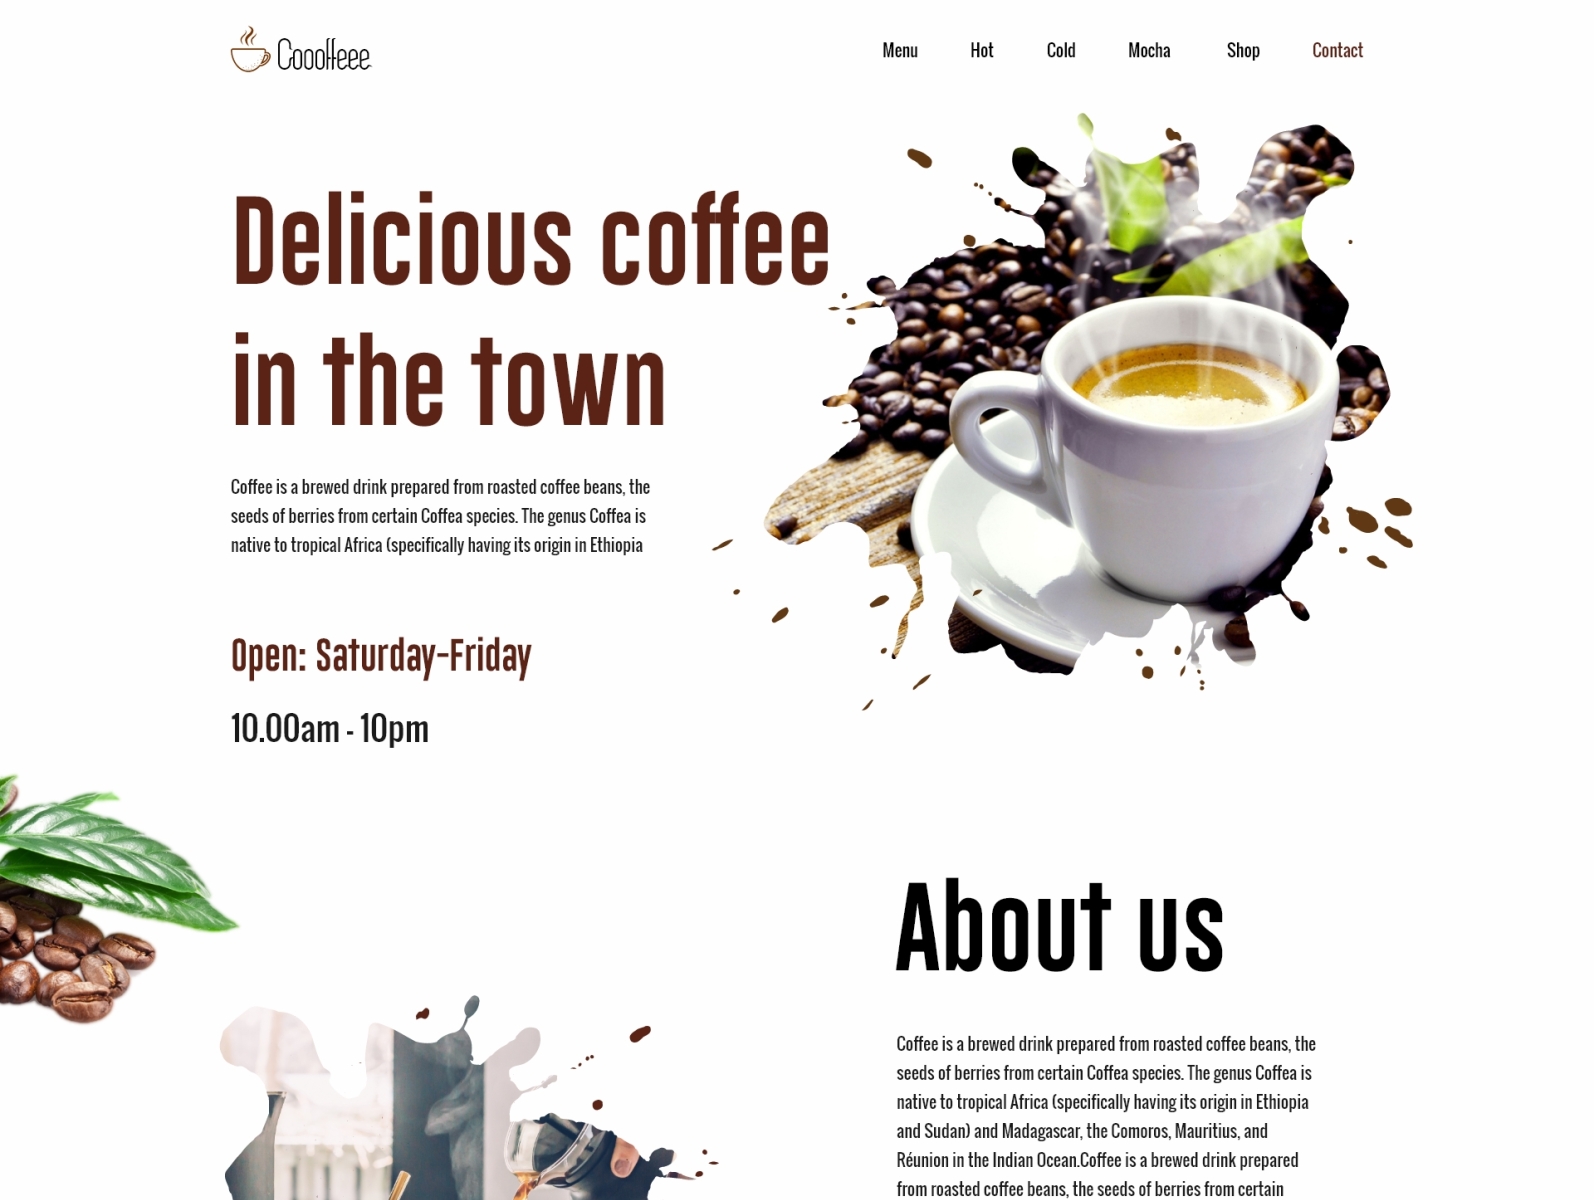 Coooffeee
Menu Hot Cold Mocha Shop Contact
Delicious coffee
in the town
Coffee is a brewed drink prepared from roasted coffee beans, the
seeds of berries from certain Coffea species. The genus Coffea is
native to tropical Africa (specifically having its origin in Ethiopia
Open: Saturday-Friday
10.00am - 10pm
About us
Coffee is a brewed drink prepared from roasted coffee beans, the
seeds of berries from certain Coffea species. The genus Coffea is
native to tropical Africa (specifically having its origin in Ethiopia
and Sudan) and Madagascar, the Comoros, Mauritius, and
Réunion in the Indian Ocean.Coffee is a brewed drink prepared
from roasted coffee beans, the seeds of berries from certain